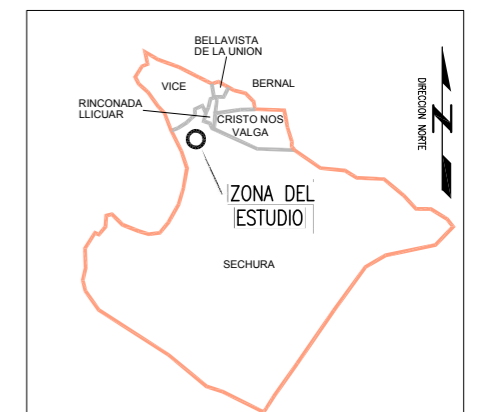 BELLAVISTA
DE LA UNION
VICE
BERNAL
RINCONADA
LLICUAR
CRISTO NOS
VALGA
DIRECCION NORTE
N
ZONA DEL
ESTUDIO
SECHURA